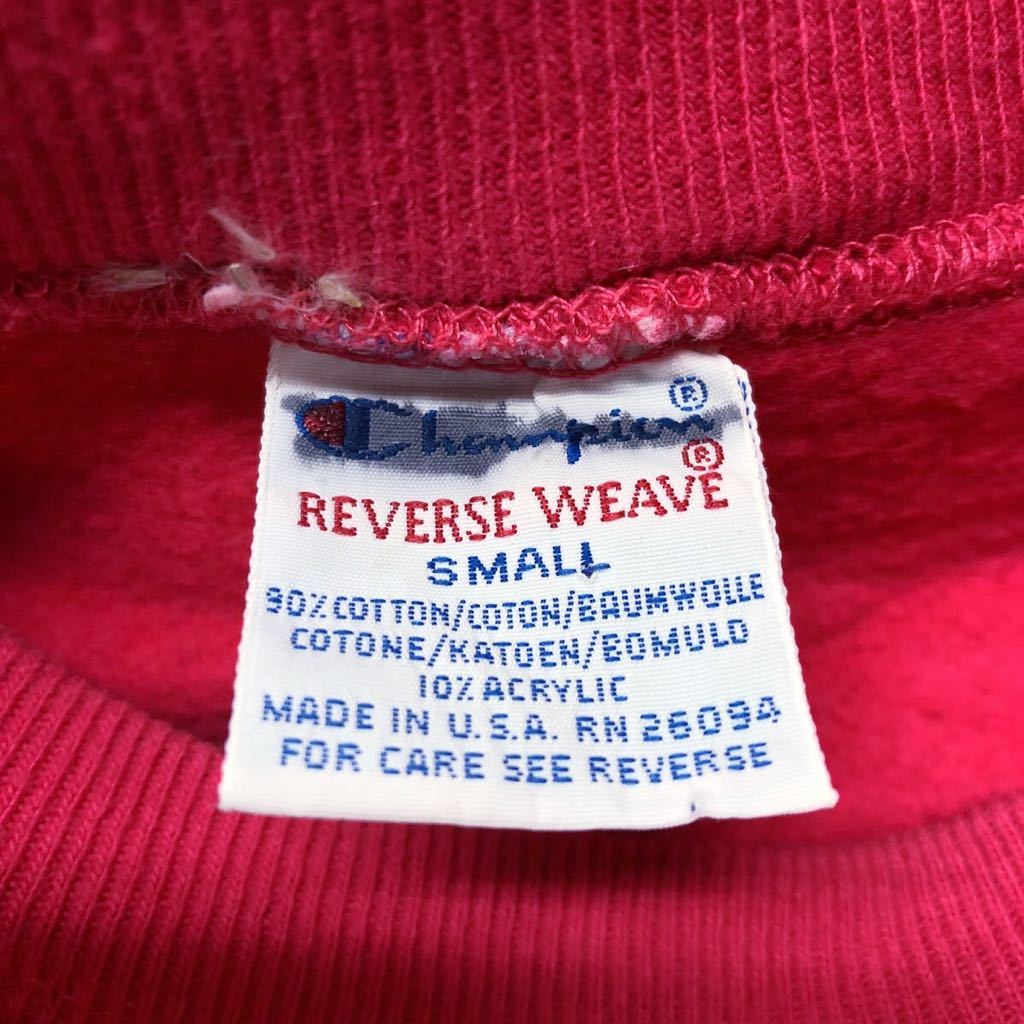 Champion®
REVERSE WEAVE®
SMALL
90% COTTON/COTON/BAUMWOLLE
COTONE/KATOEN/BOMULD
10% ACRYLIC
MADE IN U.S.A. RN 26094
FOR CARE SEE REVERSE